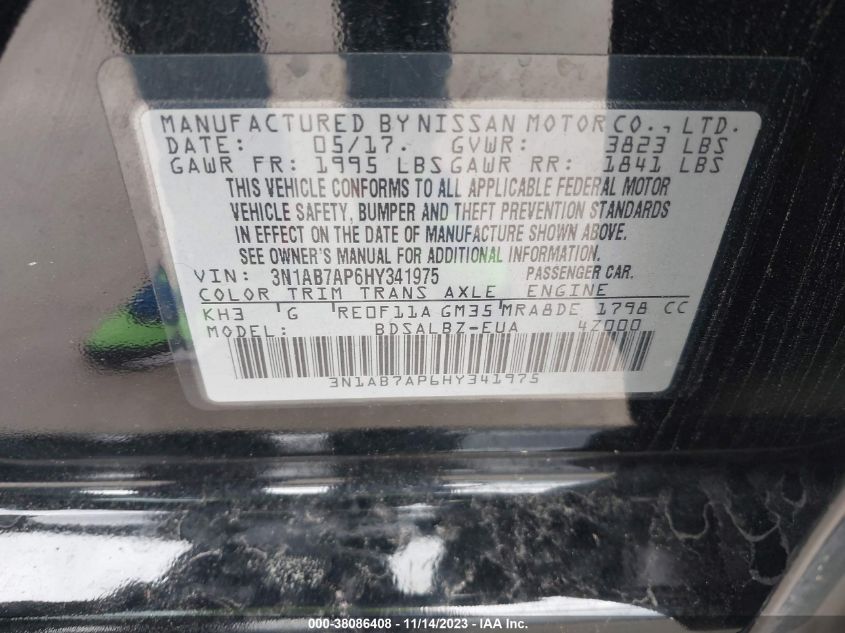 MANUFACTURED BY NISSAN MOTOR CO., LTD.
DATE: 05/17. GVWR: 3823 LBS
GAWR FR: 1995 LBS GAWR RR: 1841 LBS
THIS VEHICLE CONFORMS TO ALL APPLICABLE FEDERAL MOTOR
VEHICLE SAFETY, BUMPER AND THEFT PREVENTION STANDARDS
IN EFFECT ON THE DATE OF MANUFACTURE SHOWN ABOVE.
SEE OWNER'S MANUAL FOR ADDITIONAL INFORMATION.
VIN: 3N1AB7AP6HY341975 PASSENGER CAR.
COLOR TRIM TRANS AXLE ENGINE
KH3 G RE0F11A GM35 MRA8DE 1798 CC
MODEL: BDSALBZ-EUA 4Z000
3N1AB7AP6HY341975
000-38086408 - 11/14/2023 - IAA Inc.